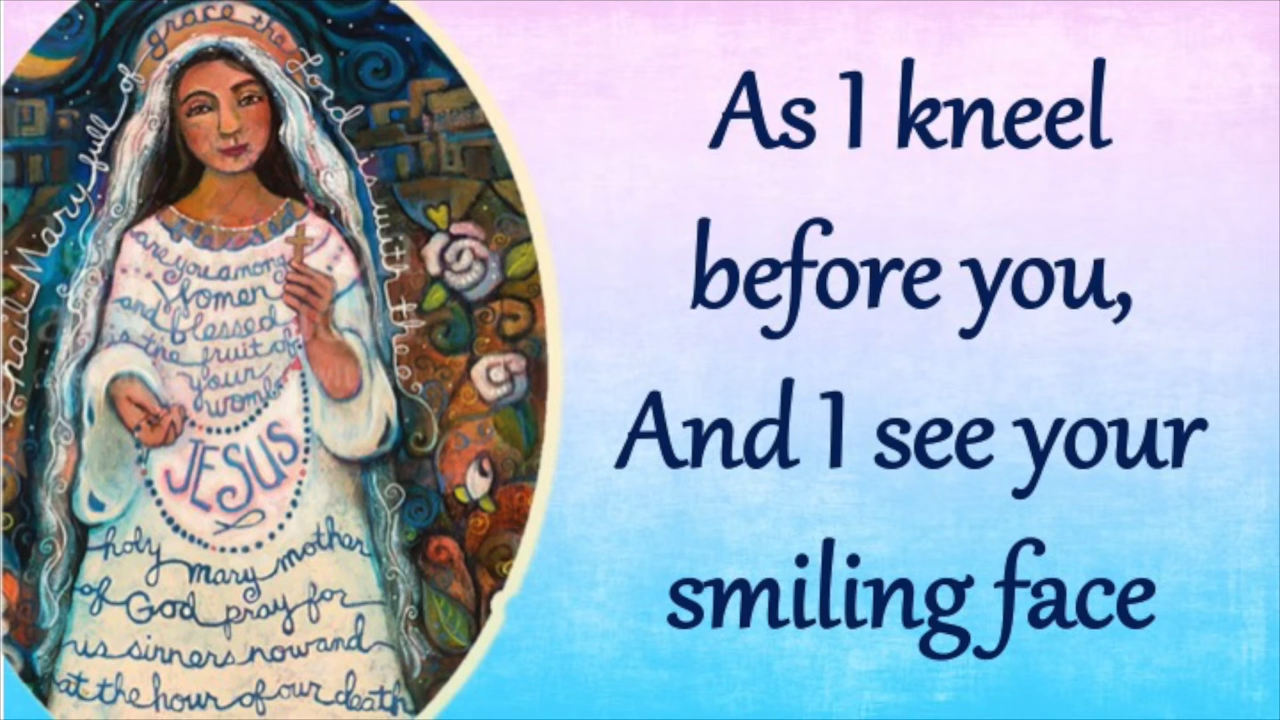 hail Mary full of grace the Lord is with thee
blessed
are you among
Women
and blessed
is the fruit of
your
womb
JESUS
holy mary mother
of God pray for
us sinners now and
at the hour of our death
As I kneel
before you,
And I see your
smiling face